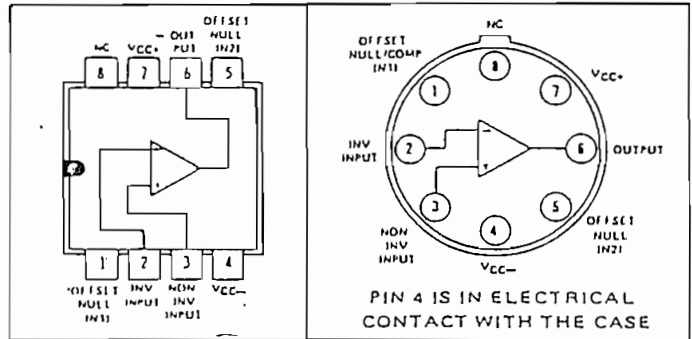 OFFSET
NULL
IN2)
OUT
PUT
VCC+
NC
8 7 6 5
1 2 3 4
OFFSET
NULL
IN1)
INV
INPUT
NON
INV
INPUT
VCC-
NC
OFFSET
NULL/COMP
IN1)
8
1
7
VCC+
INV
INPUT
2
6
OUTPUT
3
5
4
NON
INV
INPUT
OFFSET
NULL
IN2)
VCC-
PIN 4 IS IN ELECTRICAL
CONTACT WITH THE CASE